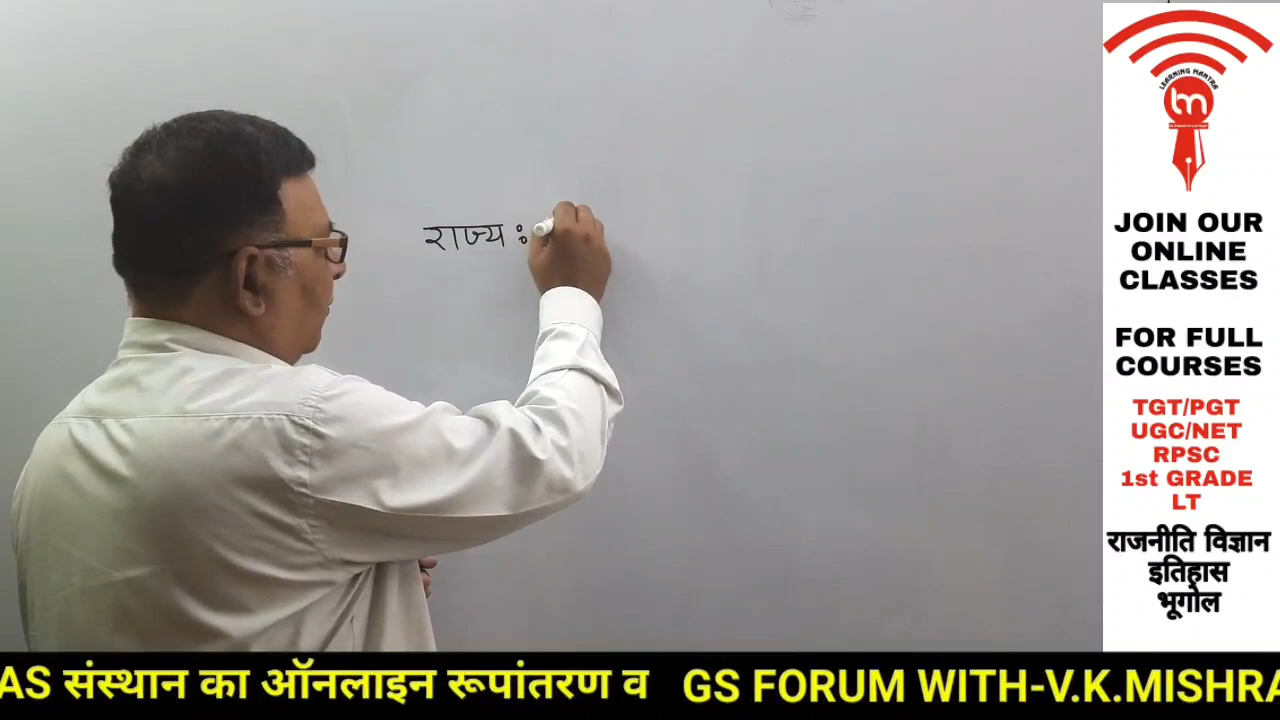 राज्य :
LEARNING MANTRA
JOIN OUR
ONLINE
CLASSES
FOR FULL
COURSES
TGT/PGT
UGC/NET
RPSC
1st GRADE
LT
राजनीति विज्ञान
इतिहास
भूगोल
AS संस्थान का ऑनलाइन रूपांतरण व GS FORUM WITH-V.K.MISHRA